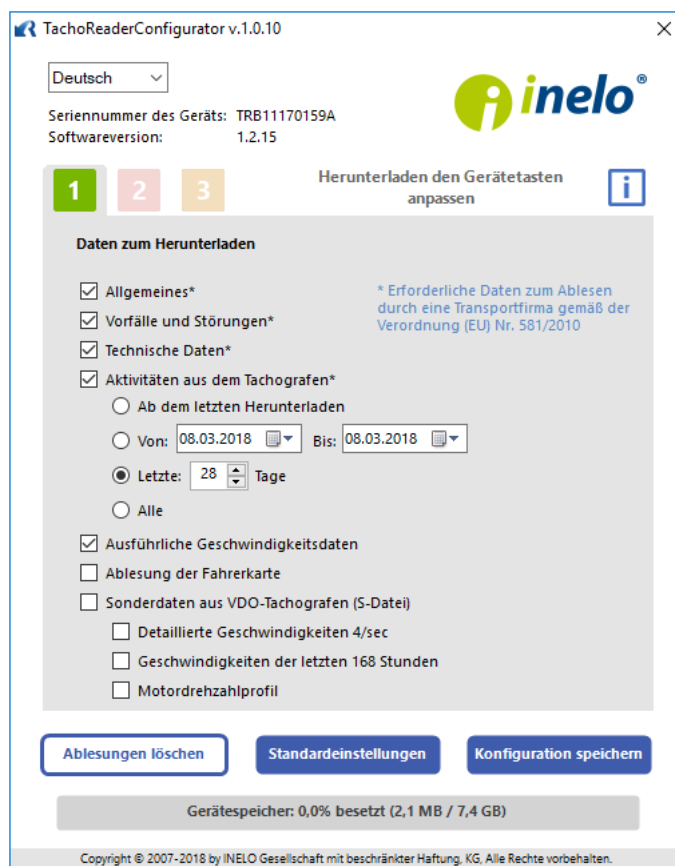 TachoReaderConfigurator v.1.0.10
Deutsch
inelo®
Seriennummer des Geräts: TRB11170159A
Softwareversion: 1.2.15
1 2 3
Herunterladen den Gerätetasten
anpassen
i
Daten zum Herunterladen
Allgemeines*
* Erforderliche Daten zum Ablesen
durch eine Transportfirma gemäß der
Verordnung (EU) Nr. 581/2010
Vorfälle und Störungen*
Technische Daten*
Aktivitäten aus dem Tachografen*
Ab dem letzten Herunterladen
Von: 08.03.2018 Bis: 08.03.2018
Letzte: 28 Tage
Alle
Ausführliche Geschwindigkeitsdaten
Ablesung der Fahrerkarte
Sonderdaten aus VDO-Tachografen (S-Datei)
Detaillierte Geschwindigkeiten 4/sec
Geschwindigkeiten der letzten 168 Stunden
Motordrehzahlprofil
Ablesungen löschen
Standardeinstellungen
Konfiguration speichern
Gerätespeicher: 0,0% besetzt (2,1 MB / 7,4 GB)
Copyright © 2007-2018 by INELO Gesellschaft mit beschränkter Haftung, KG, Alle Rechte vorbehalten.